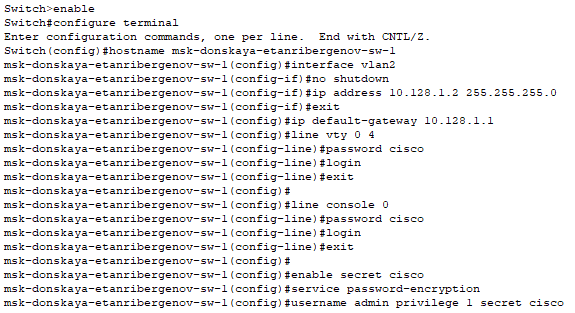 Switch>enable
Switch#configure terminal
Enter configuration commands, one per line.  End with CNTL/Z.
Switch(config)#hostname msk-donskaya-etanribergenov-sw-1
msk-donskaya-etanribergenov-sw-1(config)#interface vlan2
msk-donskaya-etanribergenov-sw-1(config-if)#no shutdown
msk-donskaya-etanribergenov-sw-1(config-if)#ip address 10.128.1.2 255.255.255.0
msk-donskaya-etanribergenov-sw-1(config-if)#exit
msk-donskaya-etanribergenov-sw-1(config)#ip default-gateway 10.128.1.1
msk-donskaya-etanribergenov-sw-1(config)#line vty 0 4
msk-donskaya-etanribergenov-sw-1(config-line)#password cisco
msk-donskaya-etanribergenov-sw-1(config-line)#login
msk-donskaya-etanribergenov-sw-1(config-line)#exit
msk-donskaya-etanribergenov-sw-1(config)#
msk-donskaya-etanribergenov-sw-1(config)#line console 0
msk-donskaya-etanribergenov-sw-1(config-line)#password cisco
msk-donskaya-etanribergenov-sw-1(config-line)#login
msk-donskaya-etanribergenov-sw-1(config-line)#exit
msk-donskaya-etanribergenov-sw-1(config)#
msk-donskaya-etanribergenov-sw-1(config)#enable secret cisco
msk-donskaya-etanribergenov-sw-1(config)#service password-encryption
msk-donskaya-etanribergenov-sw-1(config)#username admin privilege 1 secret cisco